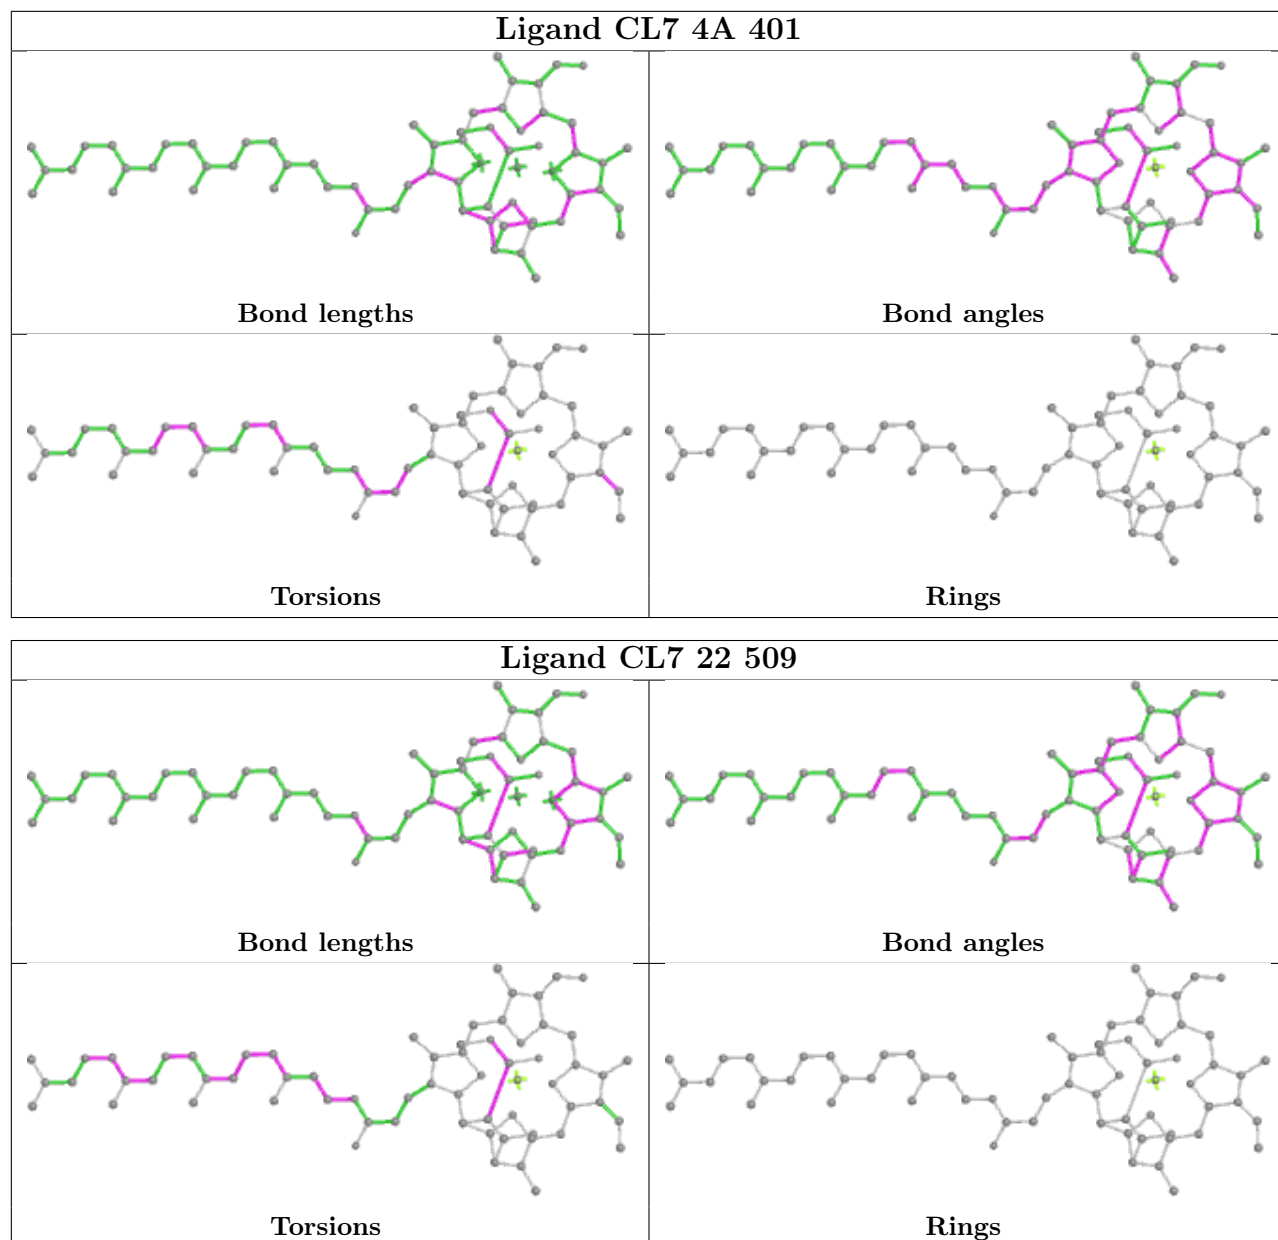 Ligand CL7 4A 401
Bond lengths
Bond angles
Torsions
Rings
Ligand CL7 22 509
Bond lengths
Bond angles
Torsions
Rings